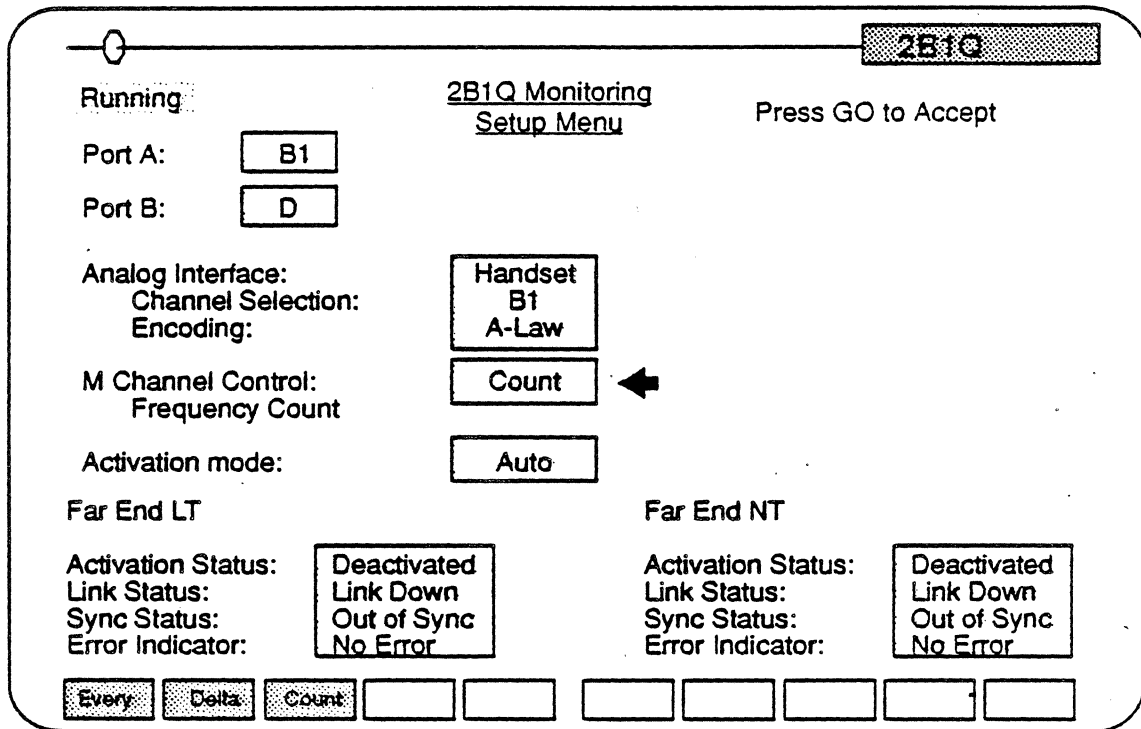 2B1Q
Running
2B1Q Monitoring
Setup Menu
Press GO to Accept
Port A: B1
Port B: D
Analog Interface: Handset
Channel Selection: B1
Encoding: A-Law
M Channel Control: Count
Frequency Count
Activation mode: Auto
Far End LT
Activation Status: Deactivated
Link Status: Link Down
Sync Status: Out of Sync
Error Indicator: No Error
Far End NT
Activation Status: Deactivated
Link Status: Link Down
Sync Status: Out of Sync
Error Indicator: No Error
Every Delta Count